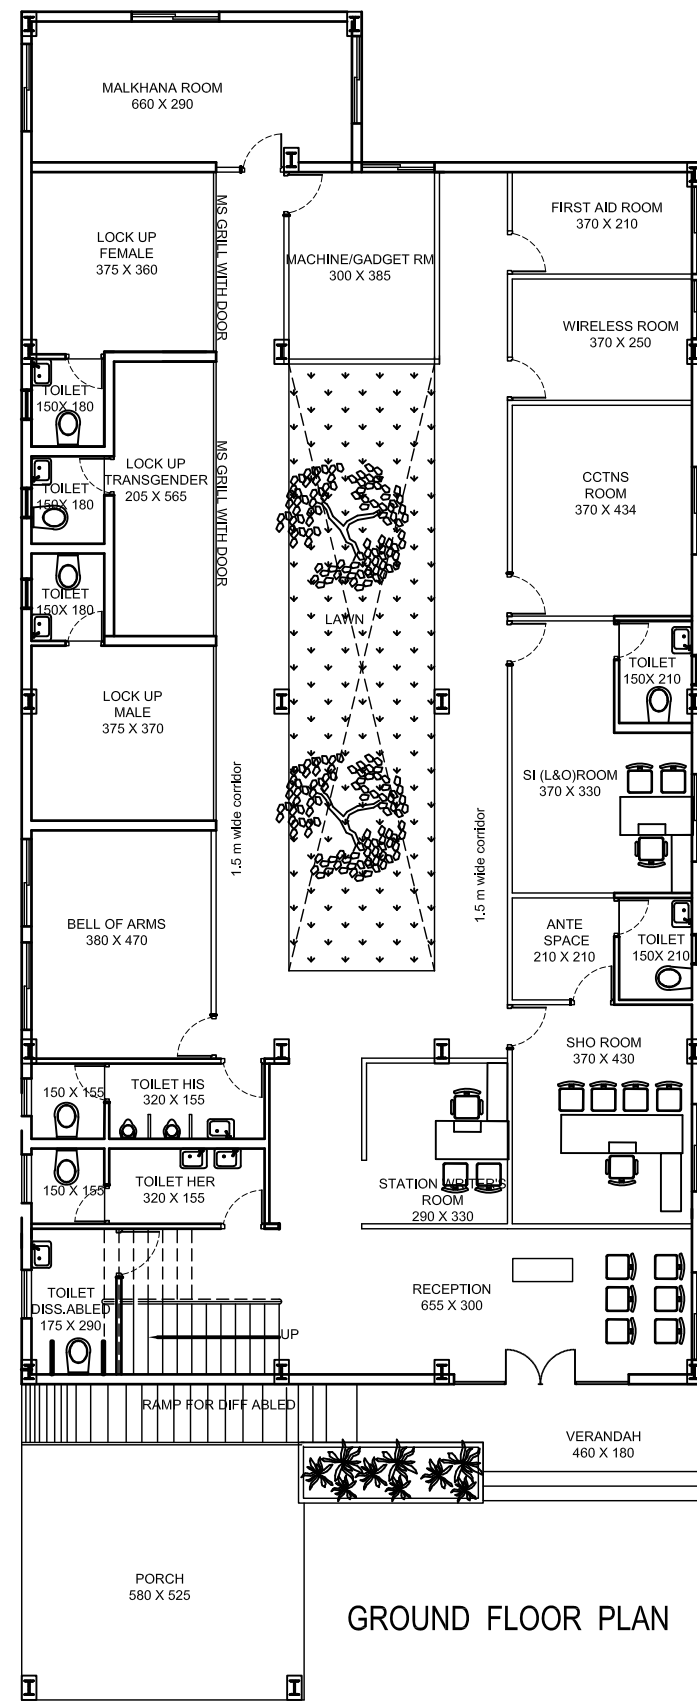 MALKHANA ROOM
660 X 290
LOCK UP
FEMALE
375 X 360
MS GRILL WITH DOOR
MACHINE/GADGET RM
300 X 385
FIRST AID ROOM
370 X 210
WIRELESS ROOM
370 X 250
TOILET
150X 180
LOCK UP
TRANSGENDER
205 X 565
MS GRILL WITH DOOR
TOILET
150X 180
CCTNS
ROOM
370 X 434
TOILET
150X 180
LAWN
LOCK UP
MALE
375 X 370
TOILET
150X 210
SI (L&O)ROOM
370 X 330
1.5 m wide corridor
1.5 m wide corridor
BELL OF ARMS
380 X 470
ANTE
SPACE
210 X 210
TOILET
150X 210
SHO ROOM
370 X 430
150 X 155
TOILET HIS
320 X 155
150 X 155
TOILET HER
320 X 155
STATION WRITER'S
ROOM
290 X 330
TOILET
DISS.ABLED
175 X 290
UP
RECEPTION
655 X 300
RAMP FOR DIFF ABLED
VERANDAH
460 X 180
PORCH
580 X 525
GROUND FLOOR PLAN